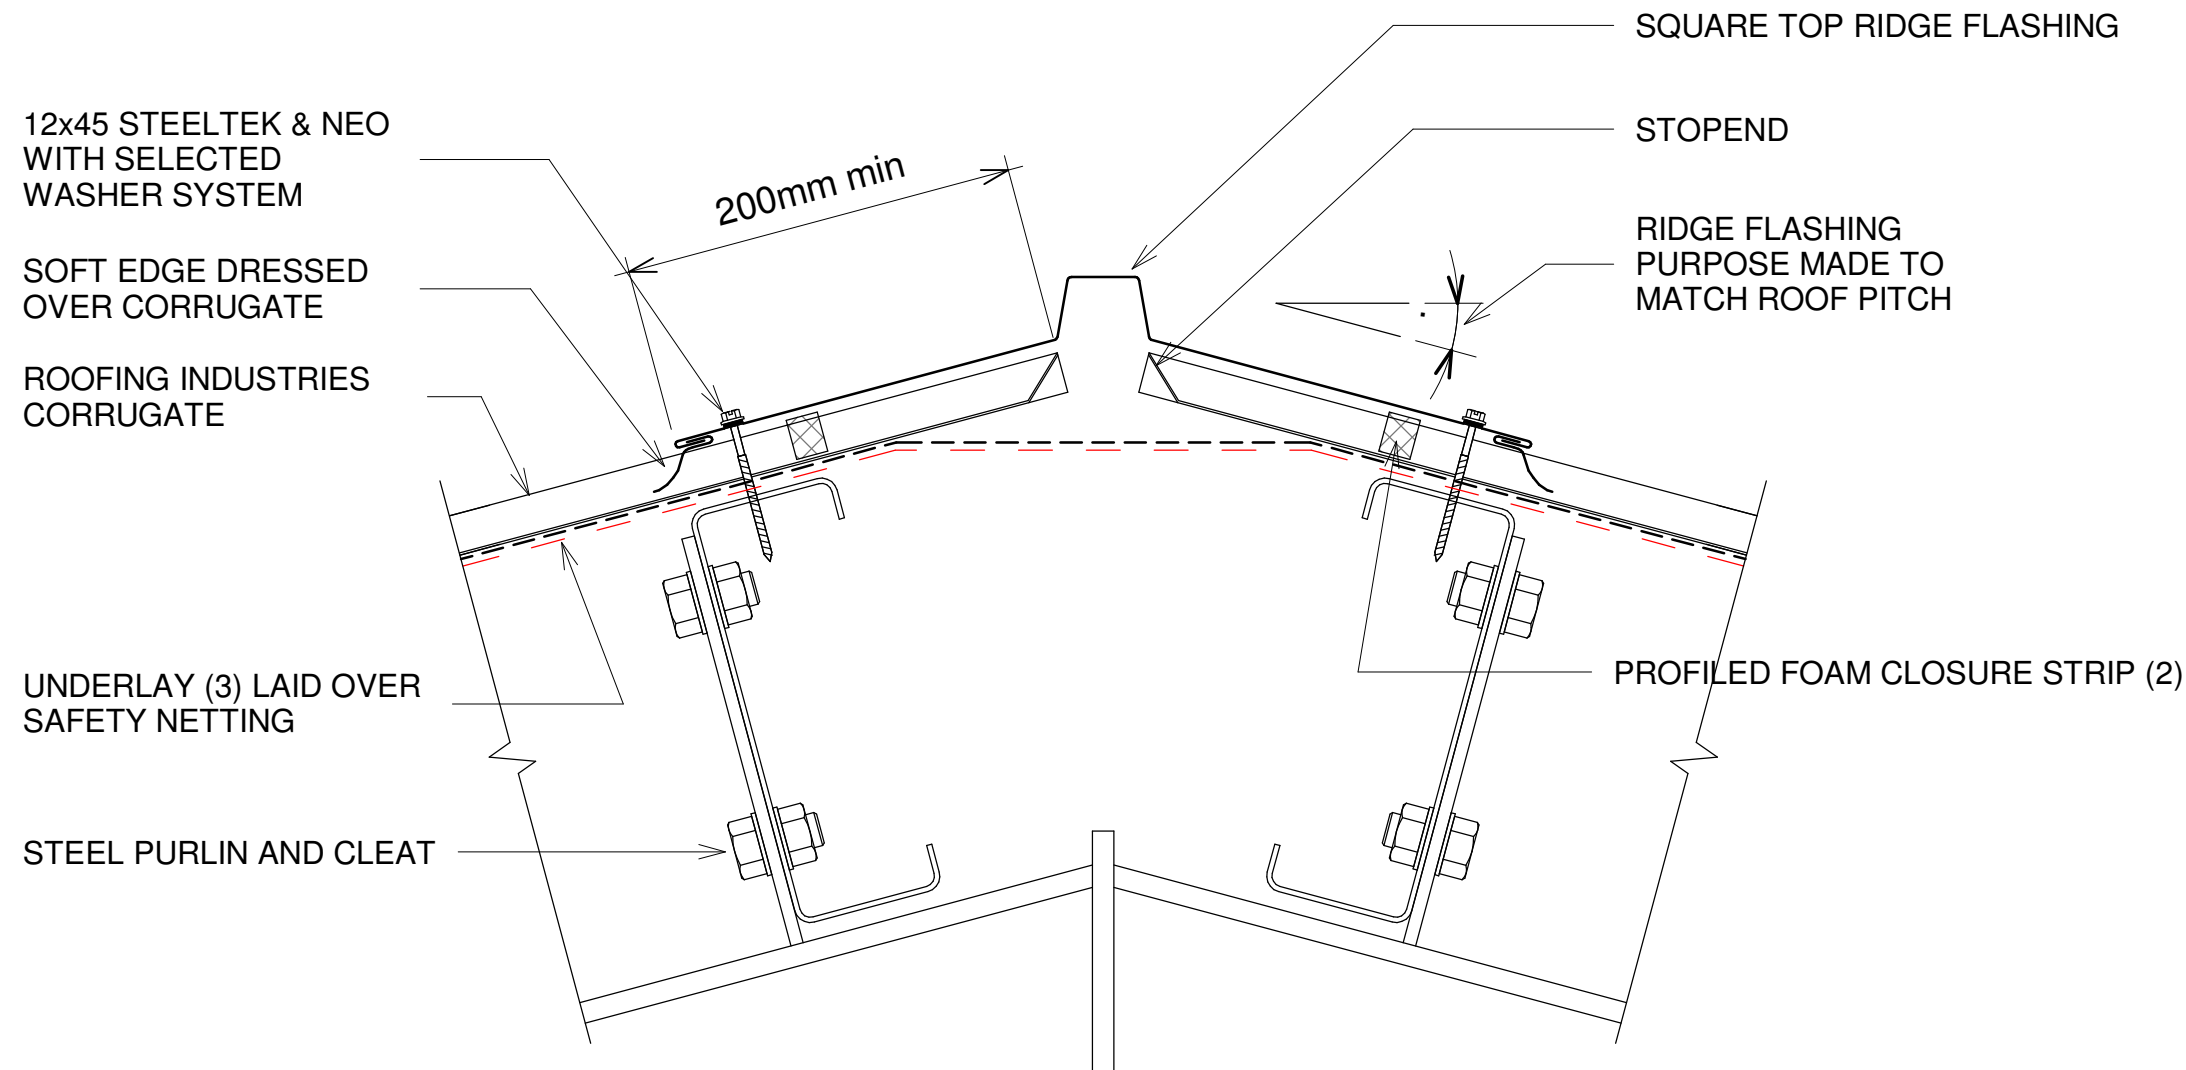 12x45 STEELTEK & NEO
WITH SELECTED
WASHER SYSTEM
SOFT EDGE DRESSED
OVER CORRUGATE
ROOFING INDUSTRIES
CORRUGATE
UNDERLAY (3) LAID OVER
SAFETY NETTING
STEEL PURLIN AND CLEAT
200mm min
SQUARE TOP RIDGE FLASHING
STOPEND
RIDGE FLASHING
PURPOSE MADE TO
MATCH ROOF PITCH
PROFILED FOAM CLOSURE STRIP (2)